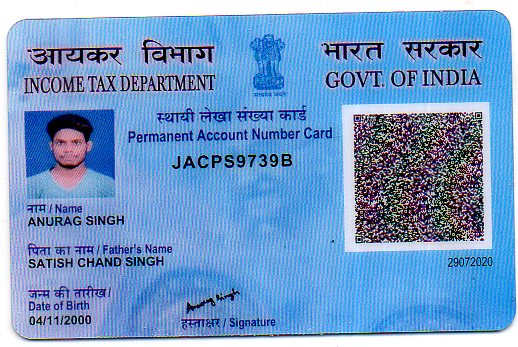 आयकर विभाग
INCOME TAX DEPARTMENT
भारत सरकार
GOVT. OF INDIA
सत्यमेव जयते
स्थायी लेखा संख्या कार्ड
Permanent Account Number Card
JACPS9739B
नाम / Name
ANURAG SINGH
पिता का नाम / Father's Name
SATISH CHAND SINGH
29072020
जन्म की तारीख /
Date of Birth
04/11/2000
Anurag Singh
हस्ताक्षर / Signature